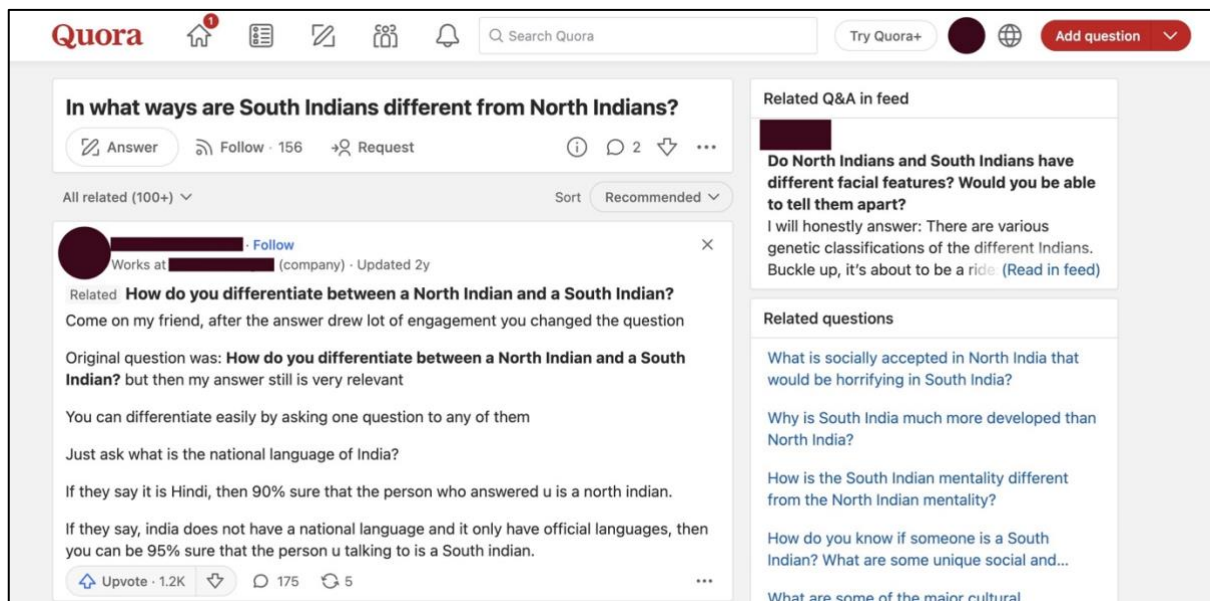 Quora
1
Search Quora
Try Quora+
Add question
In what ways are South Indians different from North Indians?
Answer
Follow · 156
Request
2
All related (100+)
Sort
Recommended
· Follow
Works at (company) · Updated 2y
Related How do you differentiate between a North Indian and a South Indian?
Come on my friend, after the answer drew lot of engagement you changed the question
Original question was: How do you differentiate between a North Indian and a South
Indian? but then my answer still is very relevant
You can differentiate easily by asking one question to any of them
Just ask what is the national language of India?
If they say it is Hindi, then 90% sure that the person who answered u is a north indian.
If they say, india does not have a national language and it only have official languages, then
you can be 95% sure that the person u talking to is a South indian.
Upvote · 1.2K
175
5
Related Q&A in feed
Do North Indians and South Indians have
different facial features? Would you be able
to tell them apart?
I will honestly answer: There are various
genetic classifications of the different Indians.
Buckle up, it's about to be a ride (Read in feed)
Related questions
What is socially accepted in North India that
would be horrifying in South India?
Why is South India much more developed than
North India?
How is the South Indian mentality different
from the North Indian mentality?
How do you know if someone is a South
Indian? What are some unique social and...
What are some of the major cultural